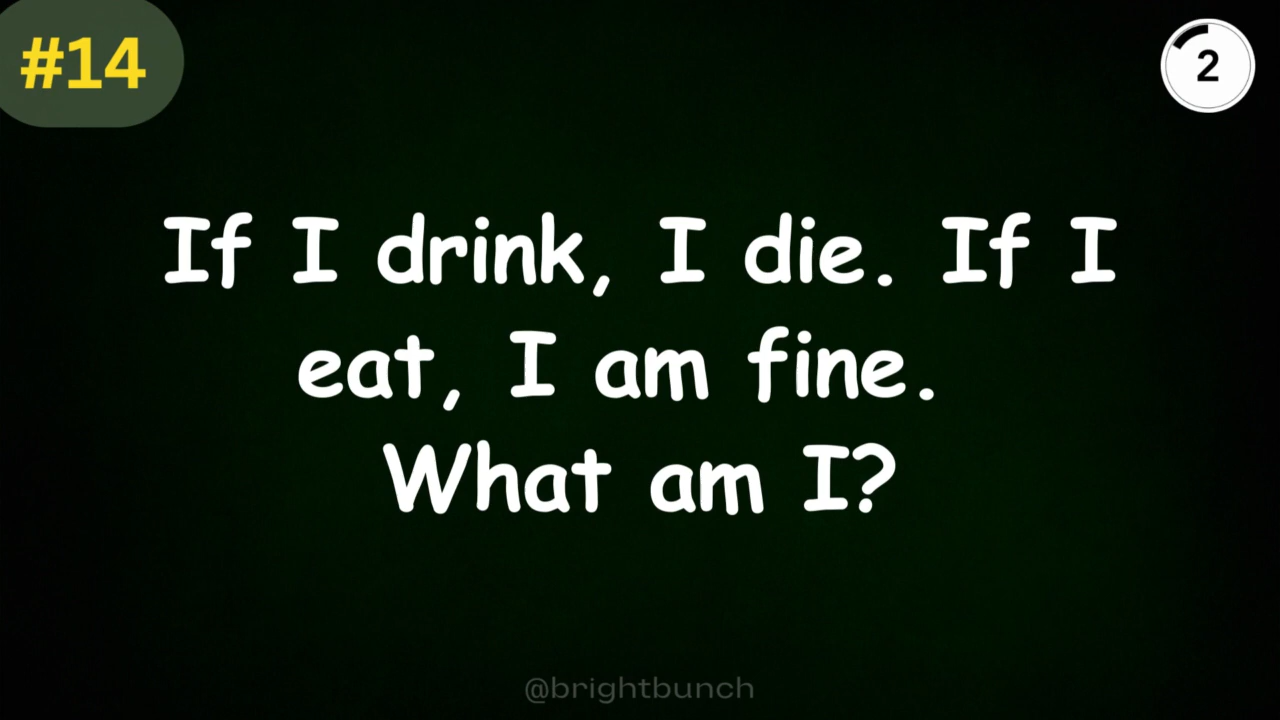 #14
2
If I drink, I die. If I
eat, I am fine.
What am I?
@brightbunch